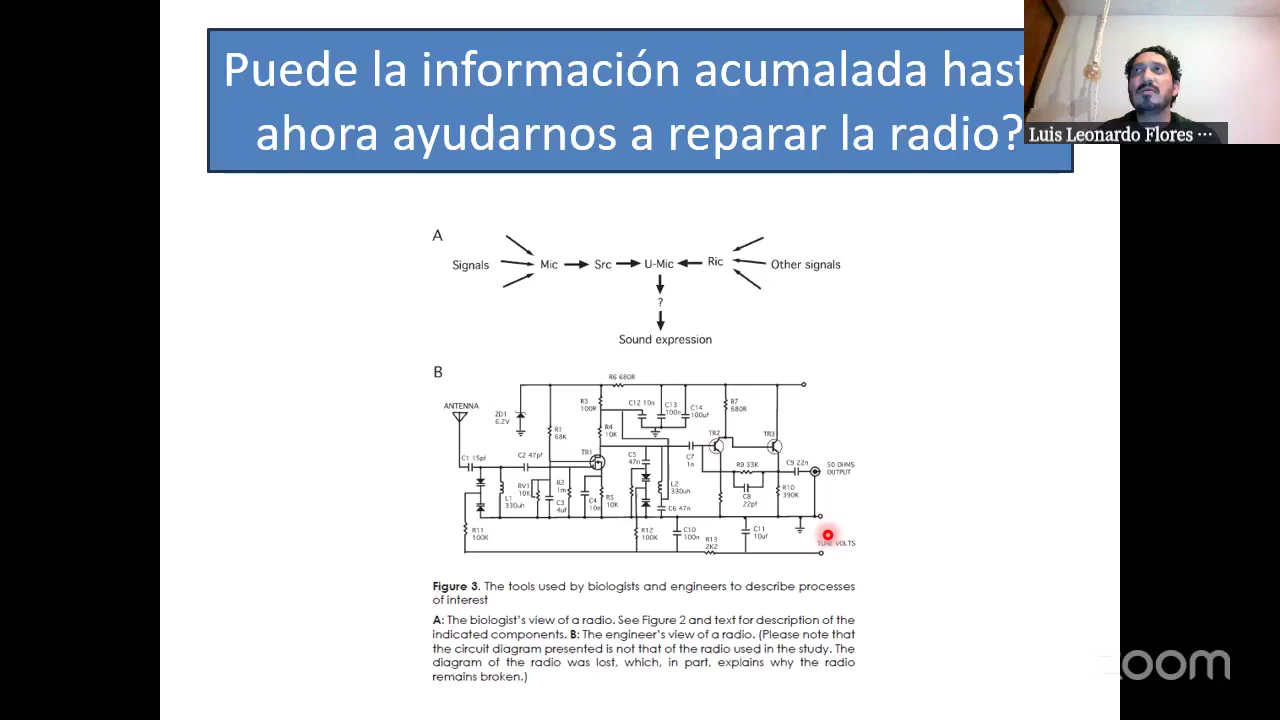 Puede la información acumalada hast
ahora ayudarnos a reparar la radio?
Luis Leonardo Flores ...
A
Signals
Mic
Src
U-Mic
Ric
Other signals
?
Sound expression
B
R6 680R
ANTENNA
ZD1
6.2V
R3
100R
C12 10n
C13
100n
C14
100uf
R7
680R
R1
68K
R4
10K
TR1
TR2
TR3
C1 15pf
C2 47pf
C5
47n
C7
1n
R9 33K
C9 22n
50 OHMS
OUTPUT
L1
330uh
RV1
10K
C3
4uf
R2
1m
C4
10n
R5
10K
L2
330uh
C6 47n
C8
22pf
R10
390K
R11
100K
R12
100K
C10
100n
R13
2K2
C11
10uf
TUNE VOLTS
Figure 3. The tools used by biologists and engineers to describe processes
of interest
A: The biologist's view of a radio. See Figure 2 and text for description of the
indicated components. B: The engineer's view of a radio. (Please note that
the circuit diagram presented is not that of the radio used in the study. The
diagram of the radio was lost, which, in part, explains why the radio
remains broken.)
zoom